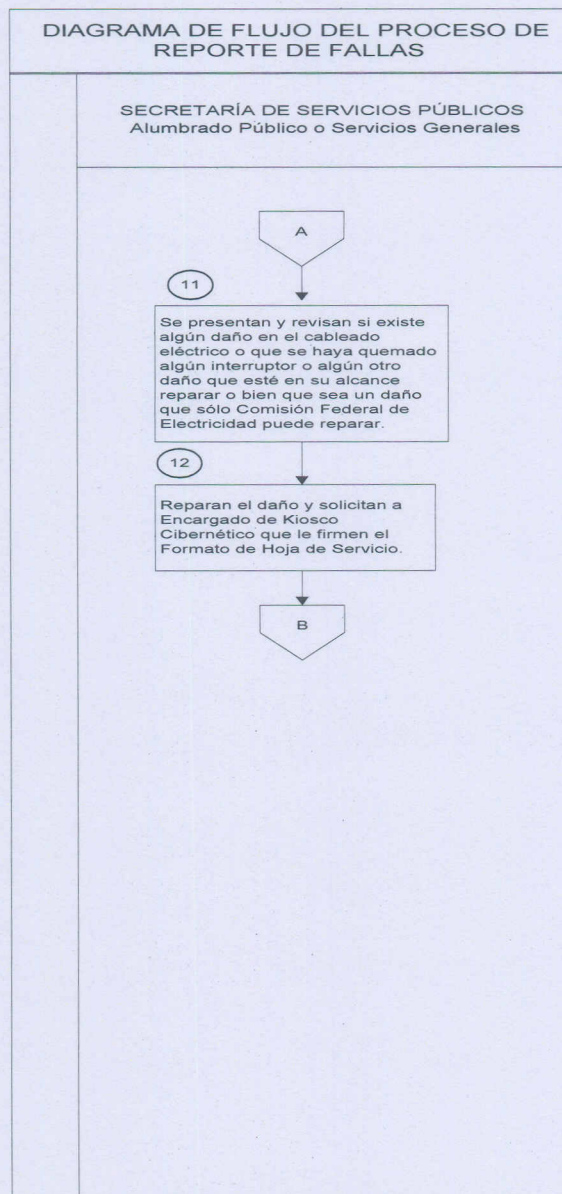 DIAGRAMA DE FLUJO DEL PROCESO DE
REPORTE DE FALLAS
SECRETARÍA DE SERVICIOS PÚBLICOS
Alumbrado Público o Servicios Generales
A
11
Se presentan y revisan si existe
algún daño en el cableado
eléctrico o que se haya quemado
algún interruptor o algún otro
daño que esté en su alcance
reparar o bien que sea un daño
que sólo Comisión Federal de
Electricidad puede reparar.
12
Reparan el daño y solicitan a
Encargado de Kiosco
Cibernético que le firmen el
Formato de Hoja de Servicio.
B